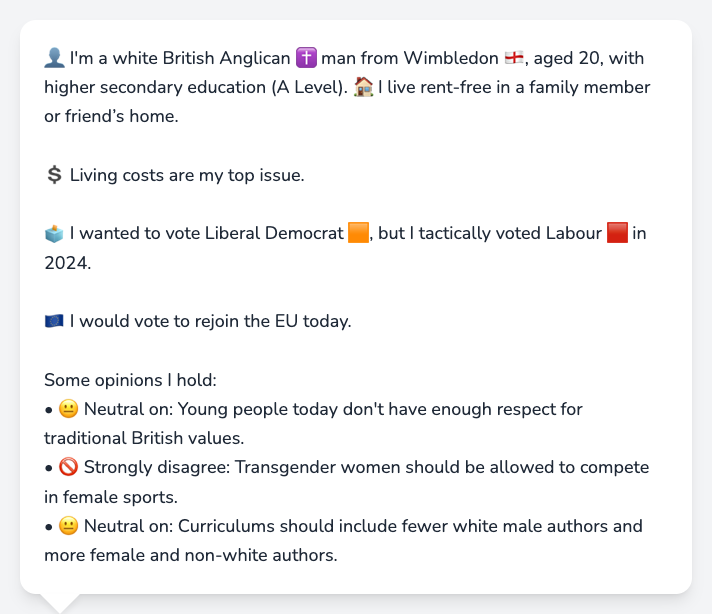 👤 I'm a white British Anglican ✝️ man from Wimbledon 🏴󠁧󠁢󠁥󠁮󠁧󠁿, aged 20, with
higher secondary education (A Level). 🏠 I live rent-free in a family member
or friend’s home.
💲 Living costs are my top issue.
🗳️ I wanted to vote Liberal Democrat 🟧, but I tactically voted Labour 🟥 in
2024.
🇪🇺 I would vote to rejoin the EU today.
Some opinions I hold:
• 😐 Neutral on: Young people today don't have enough respect for
traditional British values.
• 🚫 Strongly disagree: Transgender women should be allowed to compete
in female sports.
• 😐 Neutral on: Curriculums should include fewer white male authors and
more female and non-white authors.